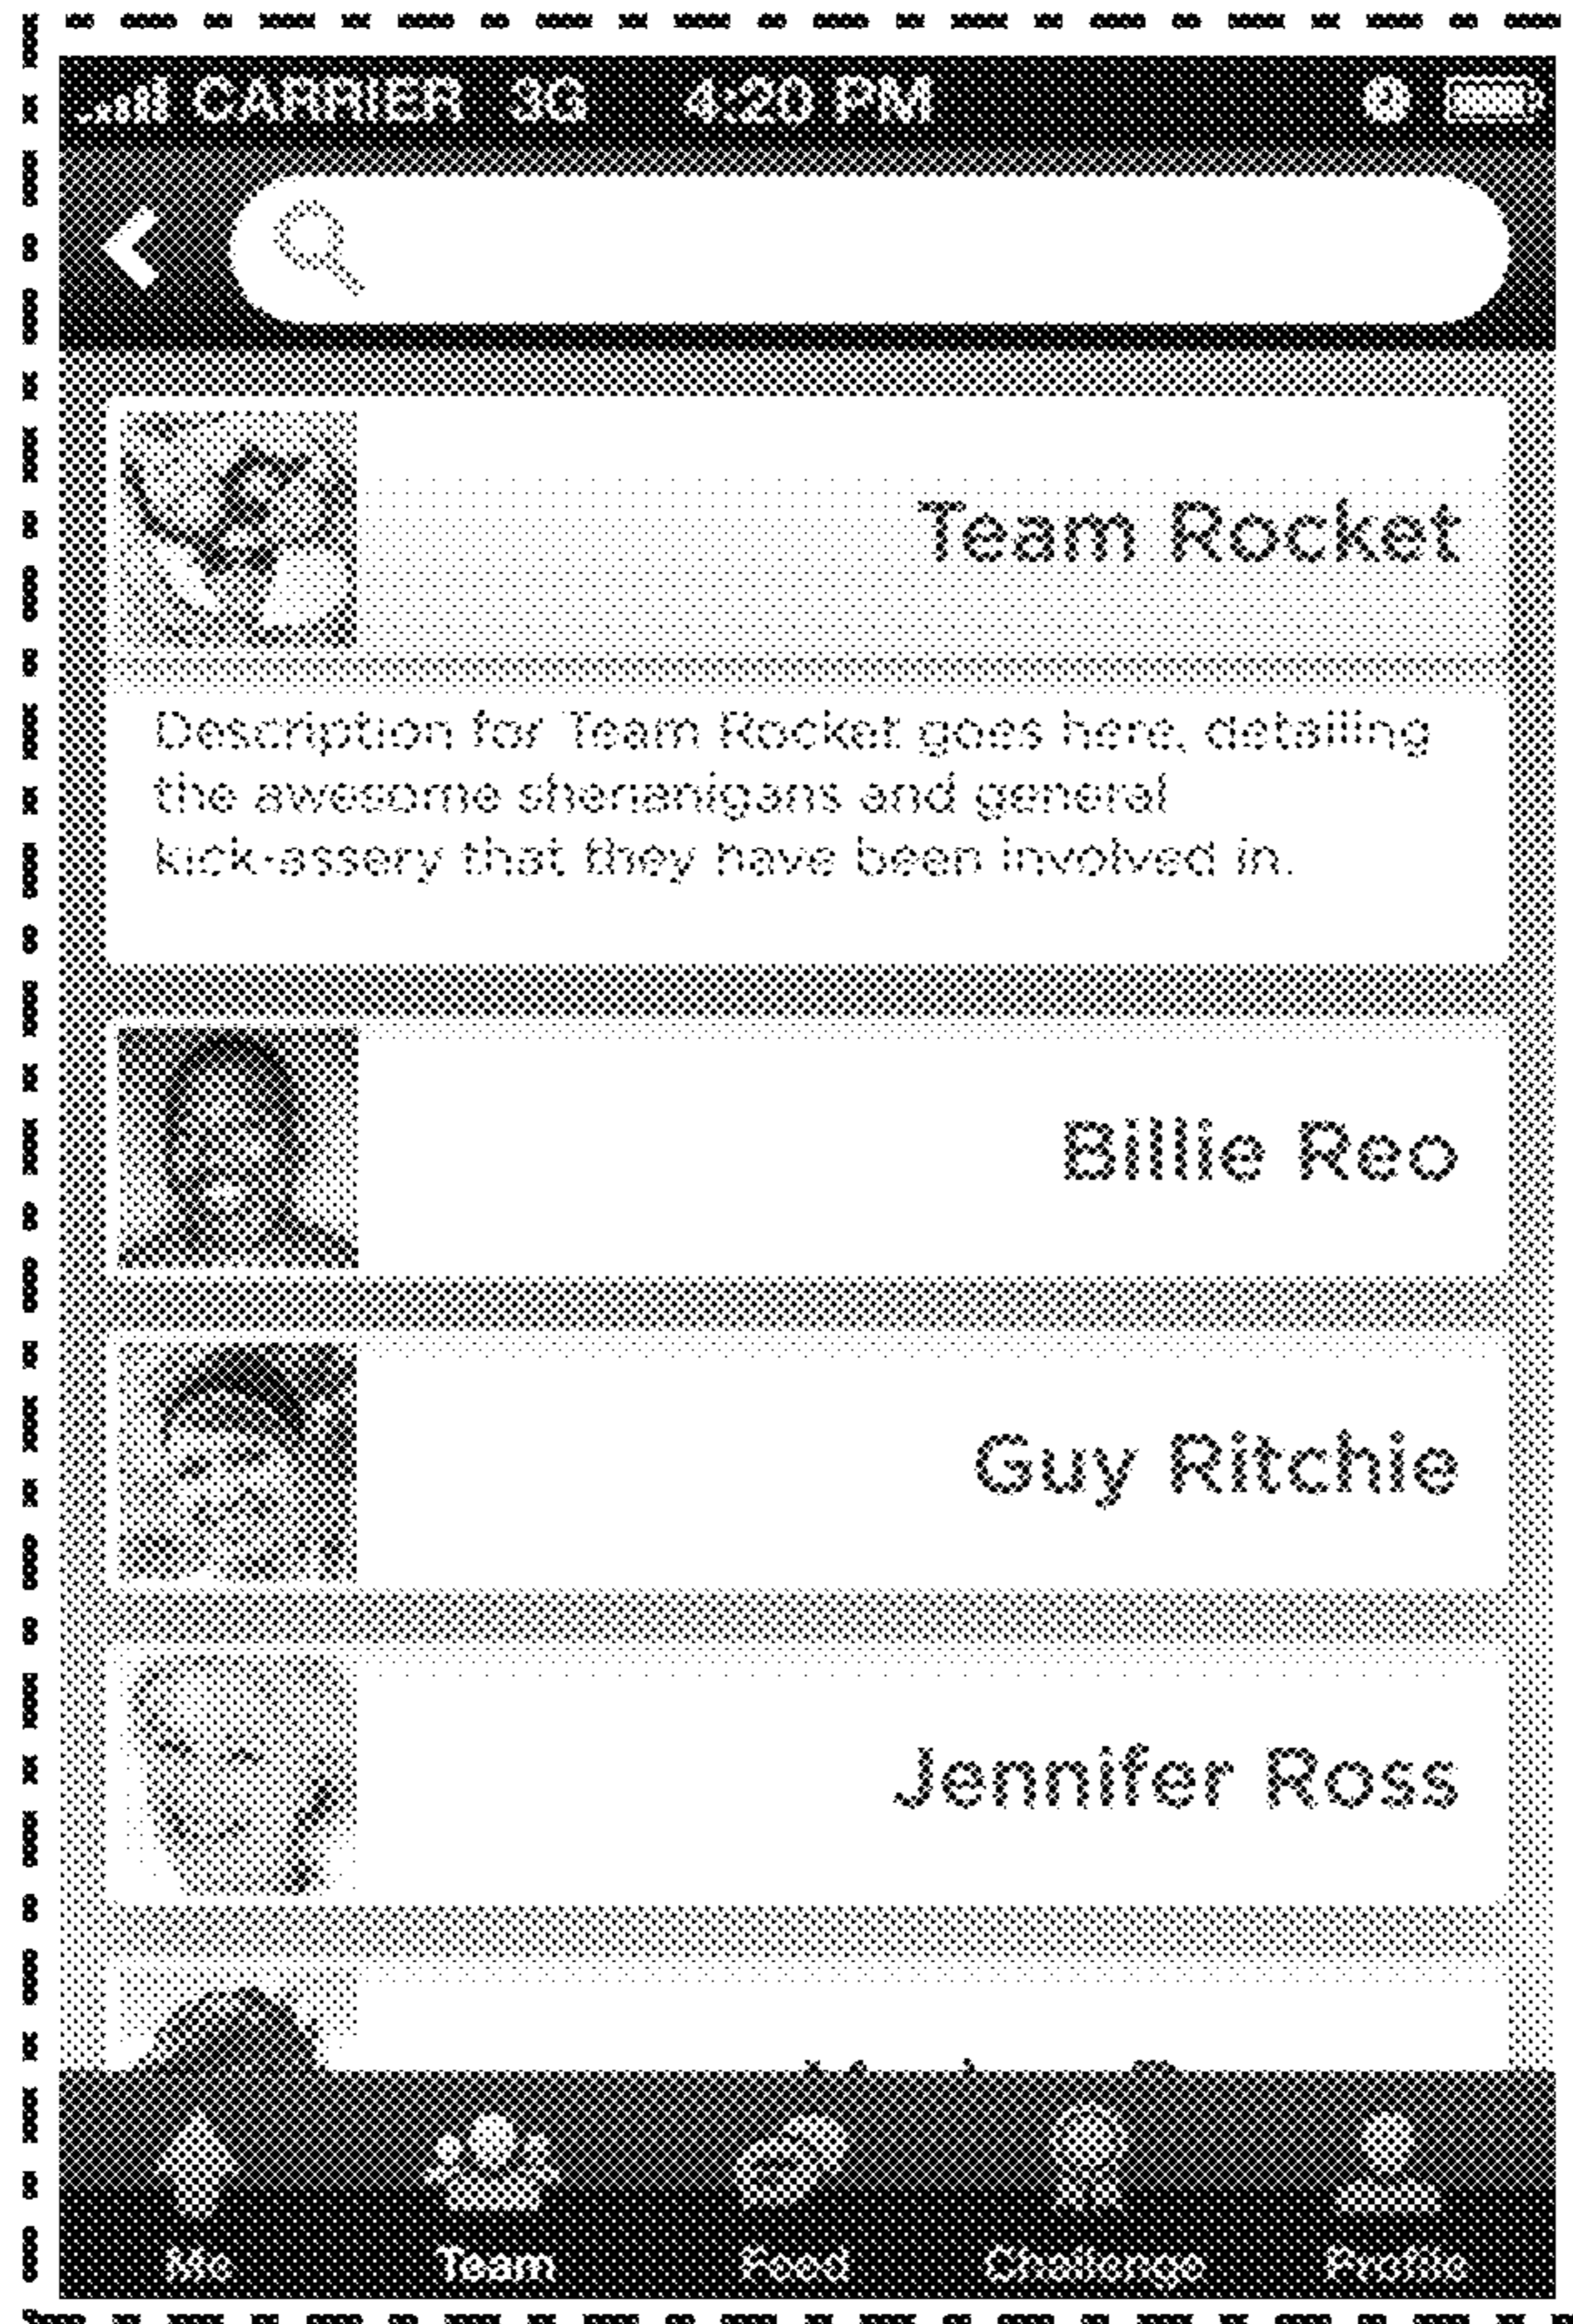 CARRIER 3G 4:20 PM
Team Rocket
Description for Team Rocket goes here, detailing
the awesome shenanigans and general
kick-assery that they have been involved in.
Billie Reo
Guy Ritchie
Jennifer Ross
Me Team Food Challenge Profile